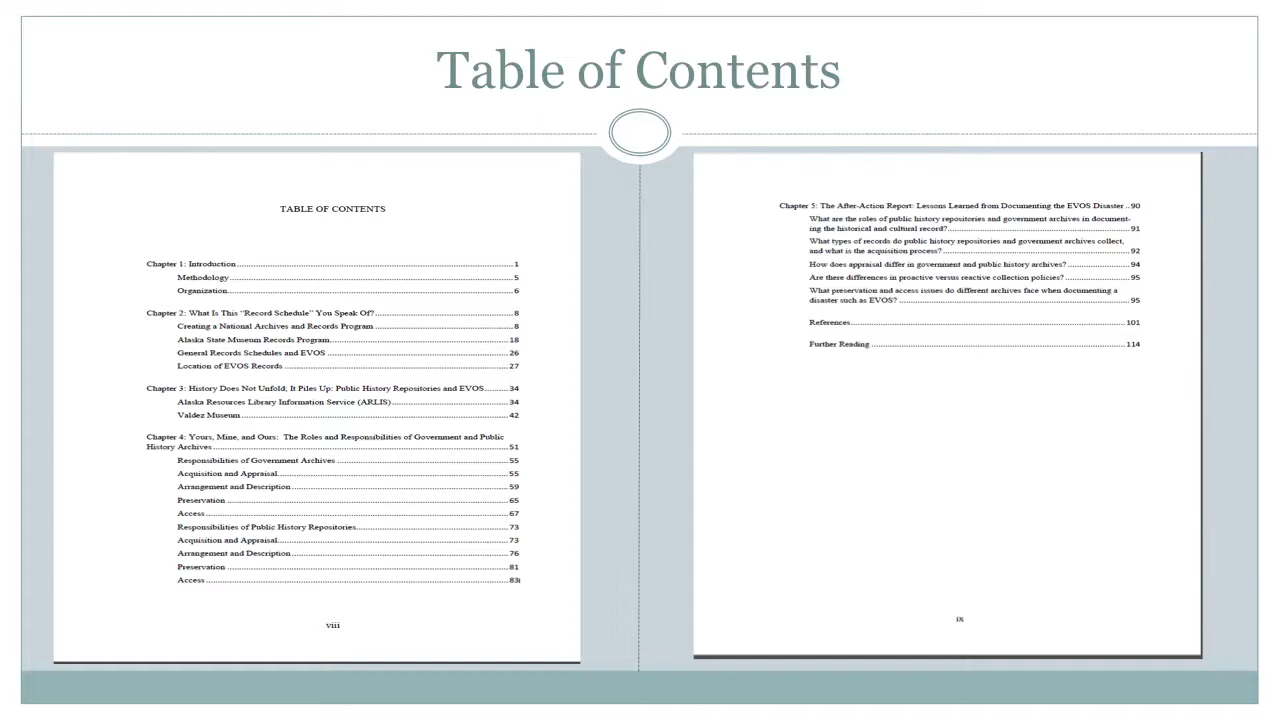 Table of Contents
TABLE OF CONTENTS
Chapter 1: Introduction 1
Methodology 5
Organization 6
Chapter 2: What Is This “Record Schedule” You Speak Of? 8
Creating a National Archives and Records Program 8
Alaska State Museum Records Program 18
General Records Schedules and EVOS 26
Location of EVOS Records 27
Chapter 3: History Does Not Unfold; It Piles Up: Public History Repositories and EVOS 34
Alaska Resources Library Information Service (ARLIS) 34
Valdez Museum 42
Chapter 4: Yours, Mine, and Ours: The Roles and Responsibilities of Government and Public
History Archives 51
Responsibilities of Government Archives 55
Acquisition and Appraisal 55
Arrangement and Description 59
Preservation 65
Access 67
Responsibilities of Public History Repositories 73
Acquisition and Appraisal 73
Arrangement and Description 76
Preservation 81
Access 83
viii
Chapter 5: The After-Action Report: Lessons Learned from Documenting the EVOS Disaster 90
What are the roles of public history repositories and government archives in document-
ing the historical and cultural record? 91
What types of records do public history repositories and government archives collect,
and what is the acquisition process? 92
How does appraisal differ in government and public history archives? 94
Are there differences in proactive versus reactive collection policies? 95
What preservation and access issues do different archives face when documenting a
disaster such as EVOS? 95
References 101
Further Reading 114
ix